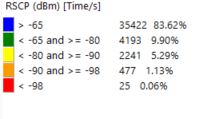 RSCP (dBm) [Time/s]
> -65 35422 83.62%
< -65 and >= -80 4193 9.90%
< -80 and >= -90 2241 5.29%
< -90 and >= -98 477 1.13%
< -98 25 0.06%